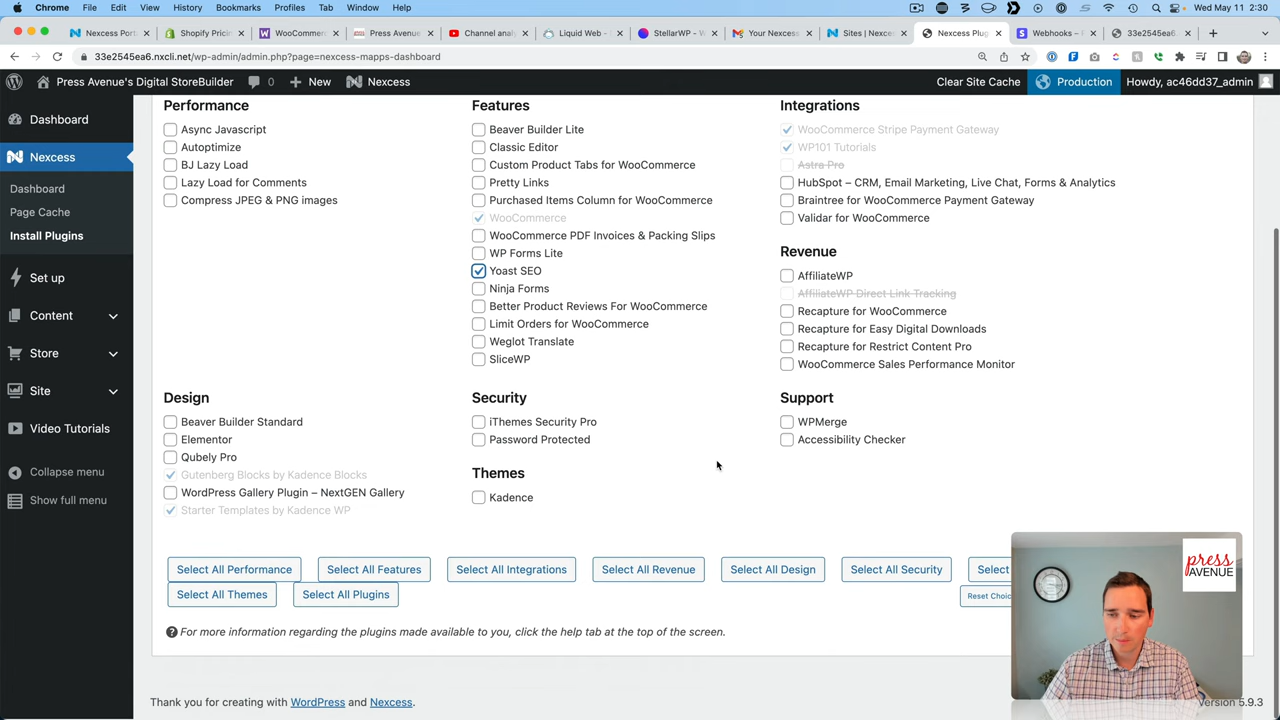 Chrome File Edit View History Bookmarks Profiles Tab Window Help Wed May 11 2:30
Nexcess Port Shopify Pricin WooCommerc Press Avenue Channel analy Liquid Web – StellarWP – W Your Nexcess Sites | Nexces Nexcess Plug Webhooks – F 33e2545ea6.
33e2545ea6.nxcli.net/wp-admin/admin.php?page=nexcess-mapps-dashboard
Press Avenue's Digital StoreBuilder 0 New Nexcess Clear Site Cache Production Howdy, ac46dd37_admin
Dashboard
Nexcess
Dashboard
Page Cache
Install Plugins
Set up
Content
Store
Site
Video Tutorials
Collapse menu
Show full menu
Performance
Async Javascript
Autoptimize
BJ Lazy Load
Lazy Load for Comments
Compress JPEG & PNG images
Features
Beaver Builder Lite
Classic Editor
Custom Product Tabs for WooCommerce
Pretty Links
Purchased Items Column for WooCommerce
WooCommerce
WooCommerce PDF Invoices & Packing Slips
WP Forms Lite
Yoast SEO
Ninja Forms
Better Product Reviews For WooCommerce
Limit Orders for WooCommerce
Weglot Translate
SliceWP
Integrations
WooCommerce Stripe Payment Gateway
WP101 Tutorials
Astra Pro
HubSpot – CRM, Email Marketing, Live Chat, Forms & Analytics
Braintree for WooCommerce Payment Gateway
Validar for WooCommerce
Revenue
AffiliateWP
AffiliateWP Direct Link Tracking
Recapture for WooCommerce
Recapture for Easy Digital Downloads
Recapture for Restrict Content Pro
WooCommerce Sales Performance Monitor
Design
Beaver Builder Standard
Elementor
Qubely Pro
Gutenberg Blocks by Kadence Blocks
WordPress Gallery Plugin – NextGEN Gallery
Starter Templates by Kadence WP
Security
iThemes Security Pro
Password Protected
Themes
Kadence
Support
WPMerge
Accessibility Checker
Select All Performance Select All Features Select All Integrations Select All Revenue Select All Design Select All Security Select
Select All Themes Select All Plugins Reset Choic
For more information regarding the plugins made available to you, click the help tab at the top of the screen.
Thank you for creating with WordPress and Nexcess. Version 5.9.3
press
AVENUE